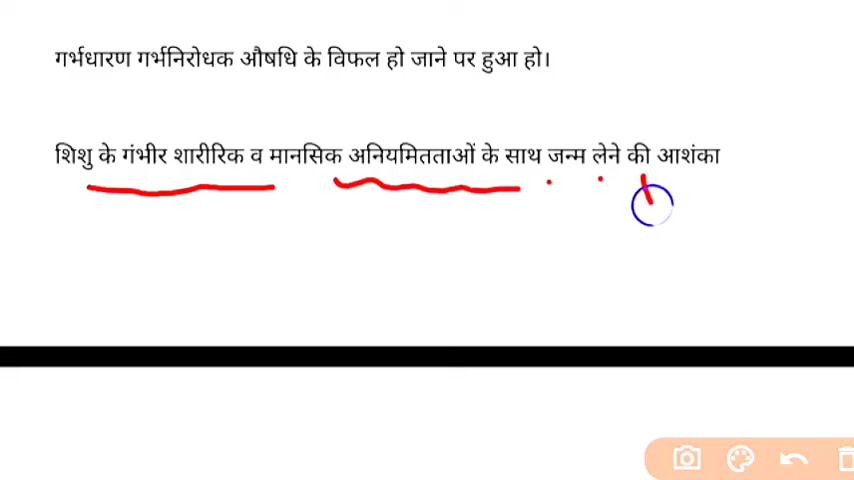 गर्भधारण गर्भनिरोधक औषधि के विफल हो जाने पर हुआ हो।
शिशु के गंभीर शारीरिक व मानसिक अनियमितताओं के साथ जन्म लेने की आशंका